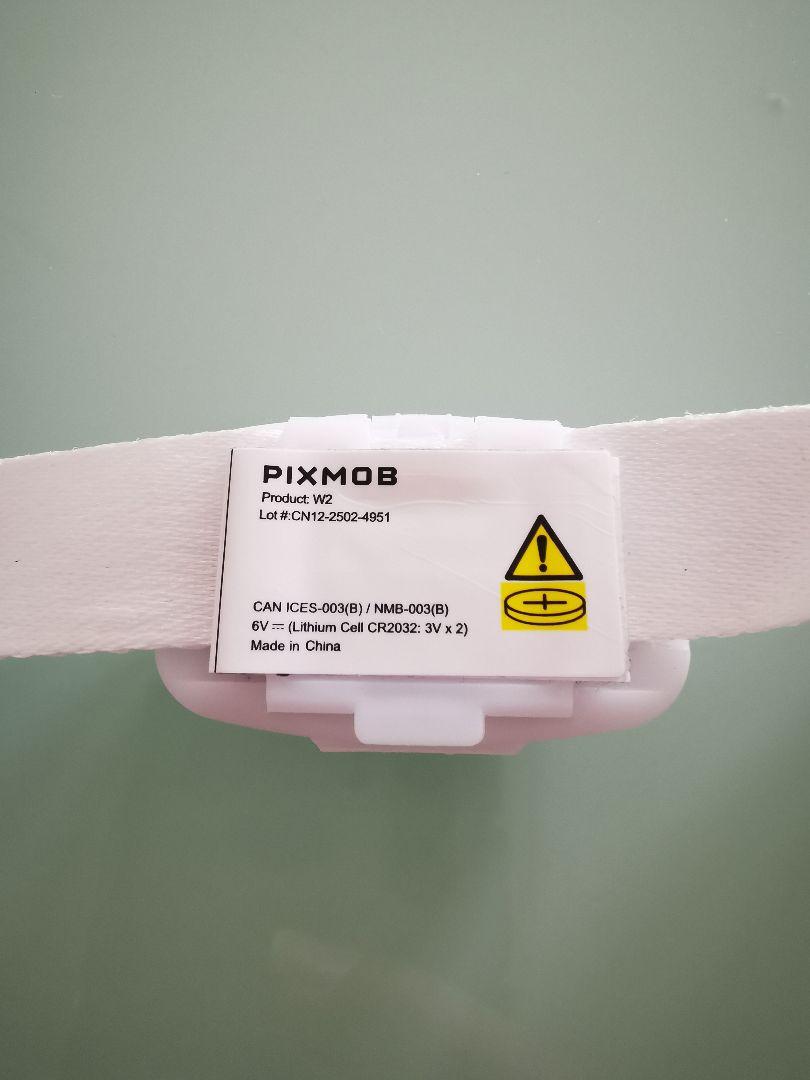 PIXMOB
Product: W2
Lot #:CN12-2502-4951
CAN ICES-003(B) / NMB-003(B)
6V ⎓ (Lithium Cell CR2032: 3V x 2)
Made in China